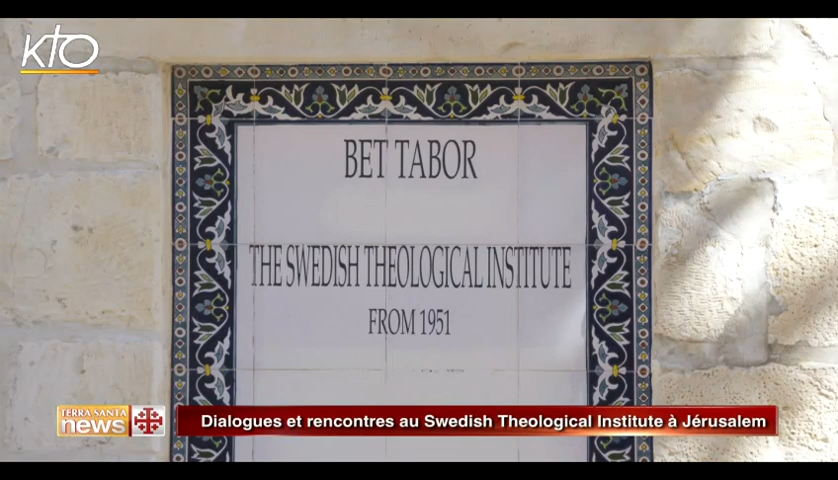 KTO
BET TABOR
THE SWEDISH THEOLOGICAL INSTITUTE
FROM 1951
TERRA SANTA
news
Dialogues et rencontres au Swedish Theological Institute à Jérusalem